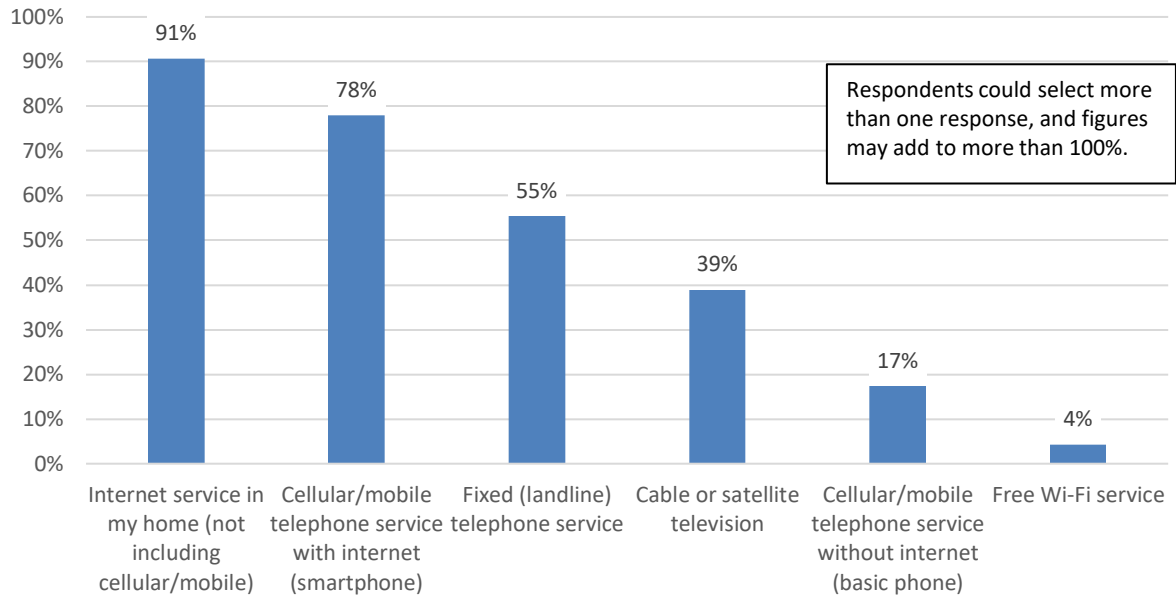 100%
90%
80%
70%
60%
50%
40%
30%
20%
10%
0%
91%
78%
55%
39%
17%
4%
Respondents could select more
than one response, and figures
may add to more than 100%.
Internet service in
my home (not
including
cellular/mobile)
Cellular/mobile
telephone service
with internet
(smartphone)
Fixed (landline)
telephone service
Cable or satellite
television
Cellular/mobile
telephone service
without internet
(basic phone)
Free Wi-Fi service